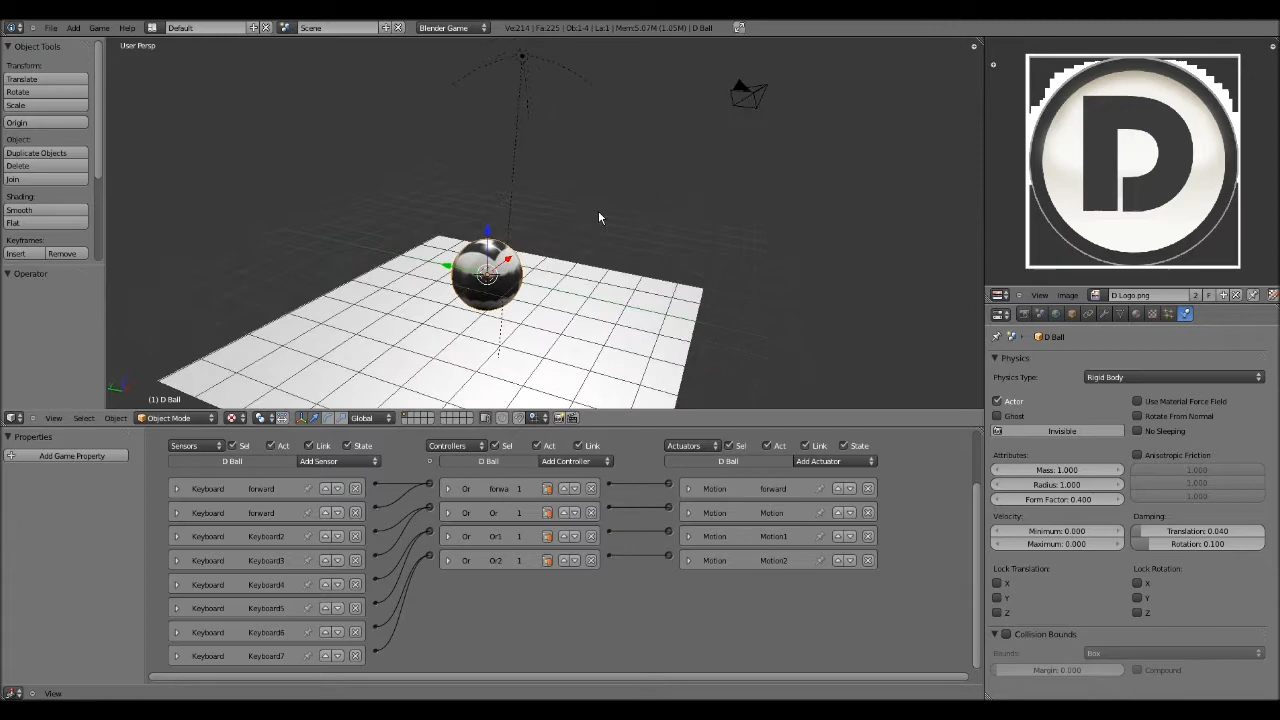 File Add Game Help Default Scene Blender Game Ve:214 | Fa:225 | Ob:1-4 | La:1 | Mem:5.07M (1.05M) | D Ball
Object Tools
Transform:
Translate
Rotate
Scale
Origin
Object:
Duplicate Objects
Delete
Join
Shading:
Smooth
Flat
Keyframes:
Insert Remove
Operator
User Persp
(1) D Ball
D
View Image D Logo.png 2 F
D Ball
Physics
Physics Type: Rigid Body
Actor Use Material Force Field
Ghost Rotate From Normal
Invisible No Sleeping
Attributes: Anisotropic Friction
Mass: 1.000 1.000
Radius: 1.000 1.000
Form Factor: 0.400 1.000
Velocity: Damping:
Minimum: 0.000 Translation: 0.040
Maximum: 0.000 Rotation: 0.100
Lock Translation: Lock Rotation:
X X
Y Y
Z Z
Collision Bounds
Bounds: Box
Margin: 0.000 Compound
View Select Object Object Mode Global
Properties
Add Game Property
Sensors Sel Act Link State Controllers Sel Act Link Actuators Sel Act Link State
D Ball Add Sensor D Ball Add Controller D Ball Add Actuator
Keyboard forward Or forwa 1 Motion forward
Keyboard forward Or Or 1 Motion Motion
Keyboard Keyboard2 Or Or1 1 Motion Motion1
Keyboard Keyboard3 Or Or2 1 Motion Motion2
Keyboard Keyboard4
Keyboard Keyboard5
Keyboard Keyboard6
Keyboard Keyboard7
View